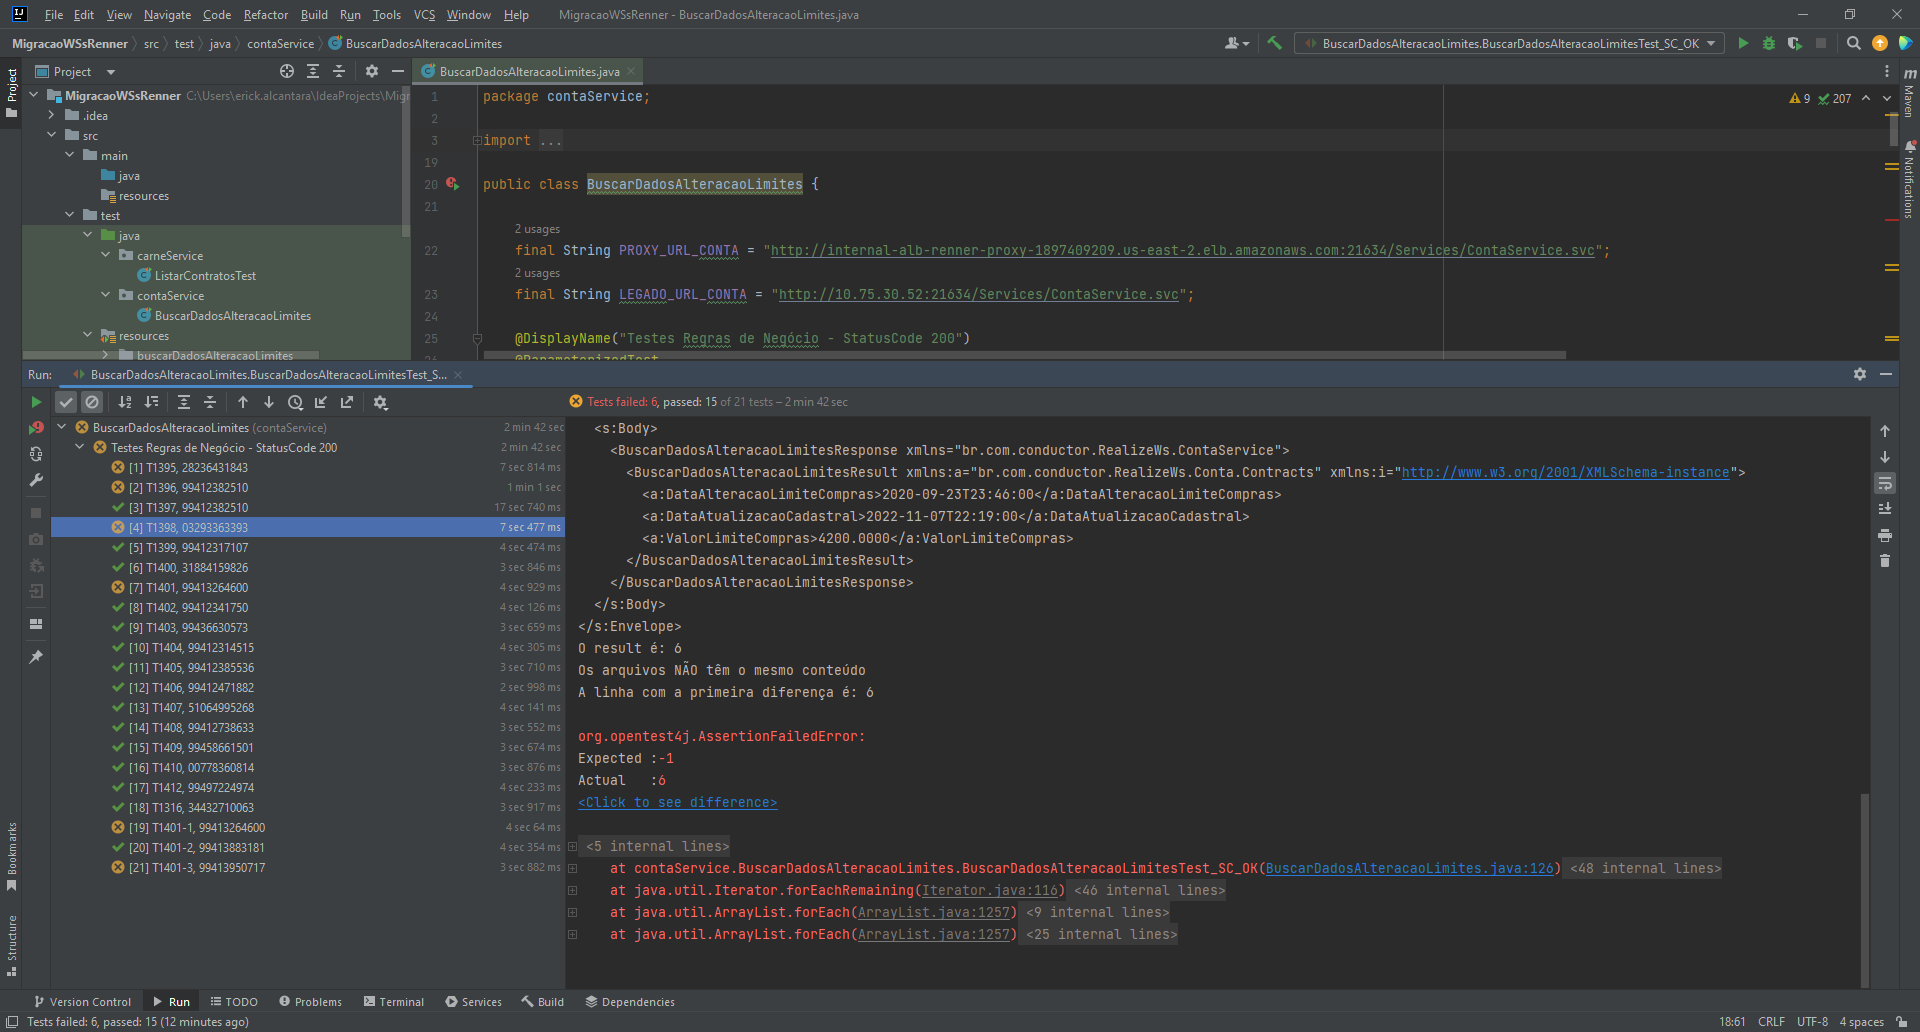 File Edit View Navigate Code Refactor Build Run Tools VCS Window Help MigracaoWSsRenner - BuscarDadosAlteracaoLimites.java
MigracaoWSsRenner src test java contaService BuscarDadosAlteracaoLimites
BuscarDadosAlteracaoLimites.BuscarDadosAlteracaoLimitesTest_SC_OK
Project
Project
BuscarDadosAlteracaoLimites.java
MigracaoWSsRenner C:\Users\erick.alcantara\IdeaProjects\Migr
.idea
src
main
java
resources
test
java
carneService
ListarContratosTest
contaService
BuscarDadosAlteracaoLimites
resources
buscarDadosAlteracaoLimites
9 207
1 package contaService;
2
3 import ...
19
20 public class BuscarDadosAlteracaoLimites {
21
2 usages
22 final String PROXY_URL_CONTA = "http://internal-alb-renner-proxy-1897409209.us-east-2.elb.amazonaws.com:21634/Services/ContaService.svc";
2 usages
23 final String LEGADO_URL_CONTA = "http://10.75.30.52:21634/Services/ContaService.svc";
24
25 @DisplayName("Testes Regras de Negócio - StatusCode 200")
26 @ParameterizedTest
Maven
Notifications
Run: BuscarDadosAlteracaoLimites.BuscarDadosAlteracaoLimitesTest_S...
Tests failed: 6, passed: 15 of 21 tests – 2 min 42 sec
BuscarDadosAlteracaoLimites (contaService) 2 min 42 sec
Testes Regras de Negócio - StatusCode 200 2 min 42 sec
[1] T1395, 28236431843 7 sec 814 ms
[2] T1396, 99412382510 1 min 1 sec
[3] T1397, 99412382510 17 sec 740 ms
[4] T1398, 03293363393 7 sec 477 ms
[5] T1399, 99412317107 4 sec 474 ms
[6] T1400, 31884159826 3 sec 846 ms
[7] T1401, 99413264600 4 sec 929 ms
[8] T1402, 99412341750 4 sec 126 ms
[9] T1403, 99436630573 3 sec 659 ms
[10] T1404, 99412314515 4 sec 305 ms
[11] T1405, 99412385536 3 sec 710 ms
[12] T1406, 99412471882 2 sec 998 ms
[13] T1407, 51064995268 4 sec 141 ms
[14] T1408, 99412738633 3 sec 552 ms
[15] T1409, 99458661501 3 sec 674 ms
[16] T1410, 00778360814 3 sec 876 ms
[17] T1412, 99497224974 4 sec 233 ms
[18] T1316, 34432710063 3 sec 917 ms
[19] T1401-1, 99413264600 4 sec 64 ms
[20] T1401-2, 99413883181 4 sec 354 ms
[21] T1401-3, 99413950717 3 sec 882 ms
<s:Body>
<BuscarDadosAlteracaoLimitesResponse xmlns="br.com.conductor.RealizeWs.ContaService">
<BuscarDadosAlteracaoLimitesResult xmlns:a="br.com.conductor.RealizeWs.Conta.Contracts" xmlns:i="http://www.w3.org/2001/XMLSchema-instance">
<a:DataAlteracaoLimiteCompras>2020-09-23T23:46:00</a:DataAlteracaoLimiteCompras>
<a:DataAtualizacaoCadastral>2022-11-07T22:19:00</a:DataAtualizacaoCadastral>
<a:ValorLimiteCompras>4200.0000</a:ValorLimiteCompras>
</BuscarDadosAlteracaoLimitesResult>
</BuscarDadosAlteracaoLimitesResponse>
</s:Body>
</s:Envelope>
O result é: 6
Os arquivos NÃO têm o mesmo conteúdo
A linha com a primeira diferença é: 6
org.opentest4j.AssertionFailedError:
Expected :-1
Actual :6
<Click to see difference>
<5 internal lines>
at contaService.BuscarDadosAlteracaoLimites.BuscarDadosAlteracaoLimitesTest_SC_OK(BuscarDadosAlteracaoLimites.java:126) <48 internal lines>
at java.util.Iterator.forEachRemaining(Iterator.java:116) <46 internal lines>
at java.util.ArrayList.forEach(ArrayList.java:1257) <9 internal lines>
at java.util.ArrayList.forEach(ArrayList.java:1257) <25 internal lines>
Bookmarks
Structure
Version Control Run TODO Problems Terminal Services Build Dependencies
Tests failed: 6, passed: 15 (12 minutes ago) 18:61 CRLF UTF-8 4 spaces